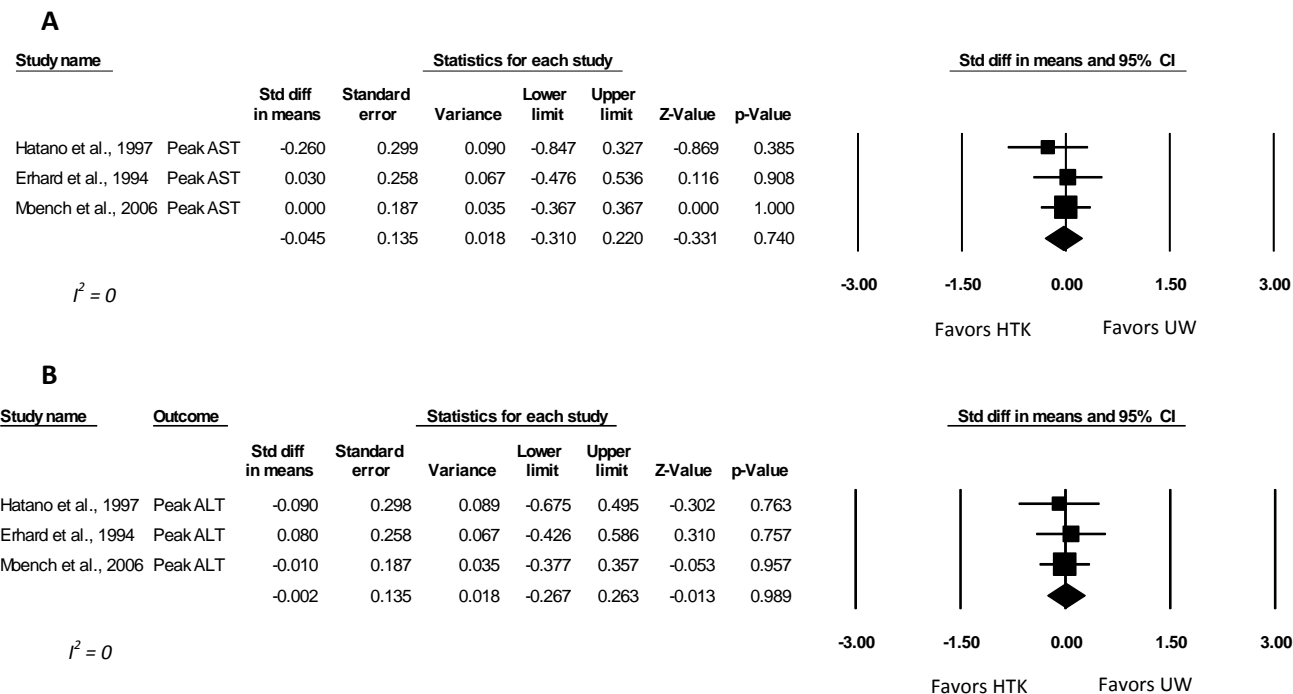 A
Study name Statistics for each study Std diff in means and 95% CI
Std diff in means Standard error Variance Lower limit Upper limit Z-Value p-Value
Hatano et al., 1997 Peak AST -0.260 0.299 0.090 -0.847 0.327 -0.869 0.385
Erhard et al., 1994 Peak AST 0.030 0.258 0.067 -0.476 0.536 0.116 0.908
Moench et al., 2006 Peak AST 0.000 0.187 0.035 -0.367 0.367 0.000 1.000
-0.045 0.135 0.018 -0.310 0.220 -0.331 0.740
I² = 0
-3.00 -1.50 0.00 1.50 3.00
Favors HTK Favors UW
B
Study name Outcome Statistics for each study Std diff in means and 95% CI
Std diff in means Standard error Variance Lower limit Upper limit Z-Value p-Value
Hatano et al., 1997 Peak ALT -0.090 0.298 0.089 -0.675 0.495 -0.302 0.763
Erhard et al., 1994 Peak ALT 0.080 0.258 0.067 -0.426 0.586 0.310 0.757
Moench et al., 2006 Peak ALT -0.010 0.187 0.035 -0.377 0.357 -0.053 0.957
-0.002 0.135 0.018 -0.267 0.263 -0.013 0.989
I² = 0
-3.00 -1.50 0.00 1.50 3.00
Favors HTK Favors UW